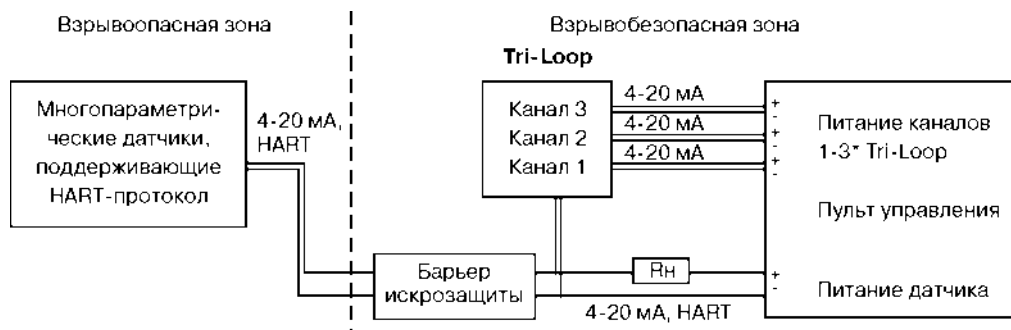 Взрывоопасная зона
Взрывобезопасная зона
Tri-Loop
Многопараметри-
ческие датчики,
поддерживающие
HART-протокол
4-20 мА,
HART
Канал 3
Канал 2
Канал 1
4-20 мА
4-20 мА
4-20 мА
+
-
+
-
+
-
Питание каналов
1-3* Tri-Loop
Пульт управления
Барьер
искрозащиты
Rн
+
-
Питание датчика
4-20 мА, HART